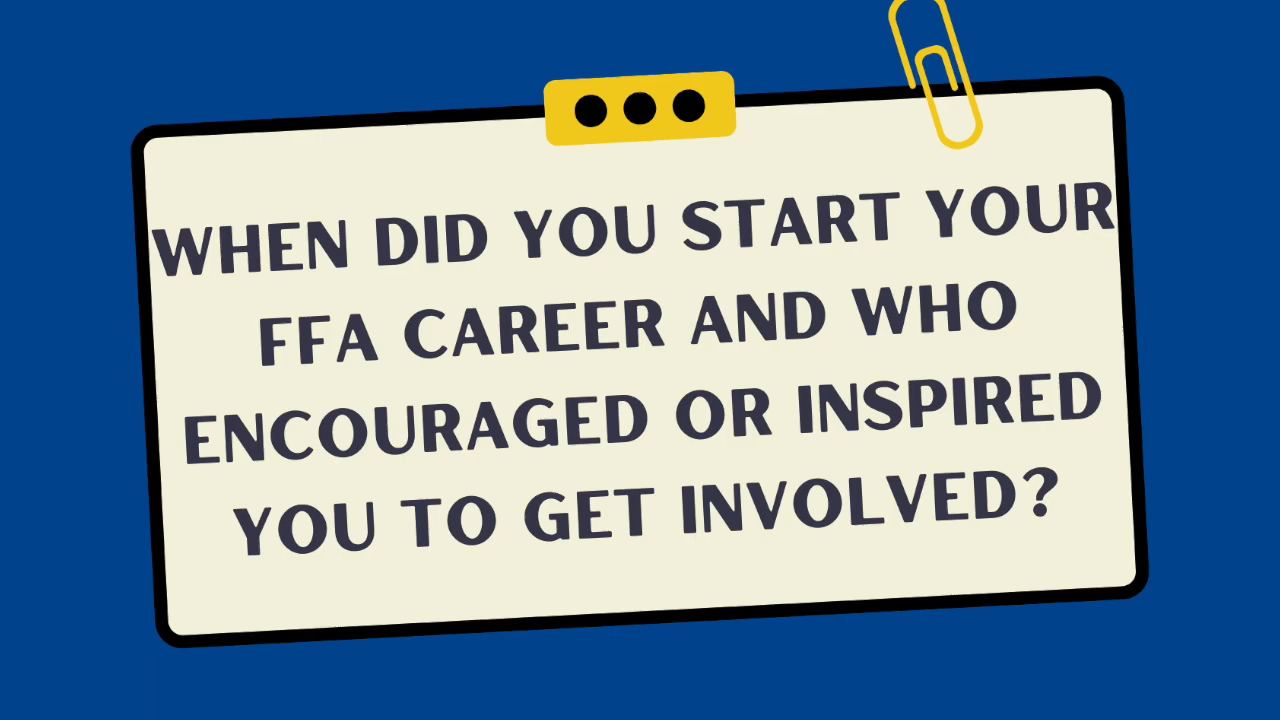 WHEN DID YOU START YOUR
FFA CAREER AND WHO
ENCOURAGED OR INSPIRED
YOU TO GET INVOLVED?